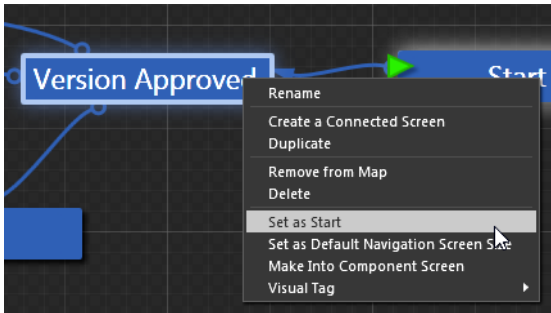 Version Approved
Start
Rename
Create a Connected Screen
Duplicate
Remove from Map
Delete
Set as Start
Set as Default Navigation Screen Size
Make Into Component Screen
Visual Tag